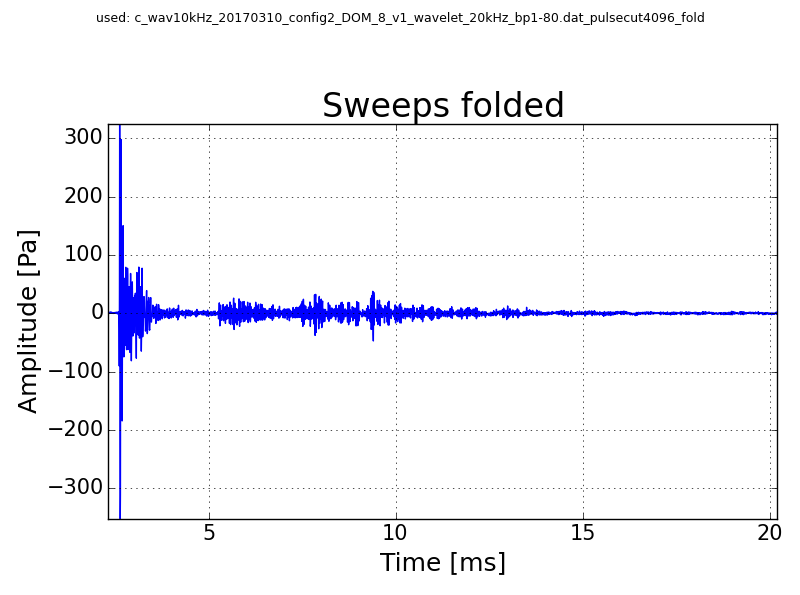 used: c_wav10kHz_20170310_config2_DOM_8_v1_wavelet_20kHz_bp1-80.dat_pulsecut4096_fold
Sweeps folded
300
200
100
0
−100
−200
−300
Amplitude [Pa]
5 10 15 20
Time [ms]